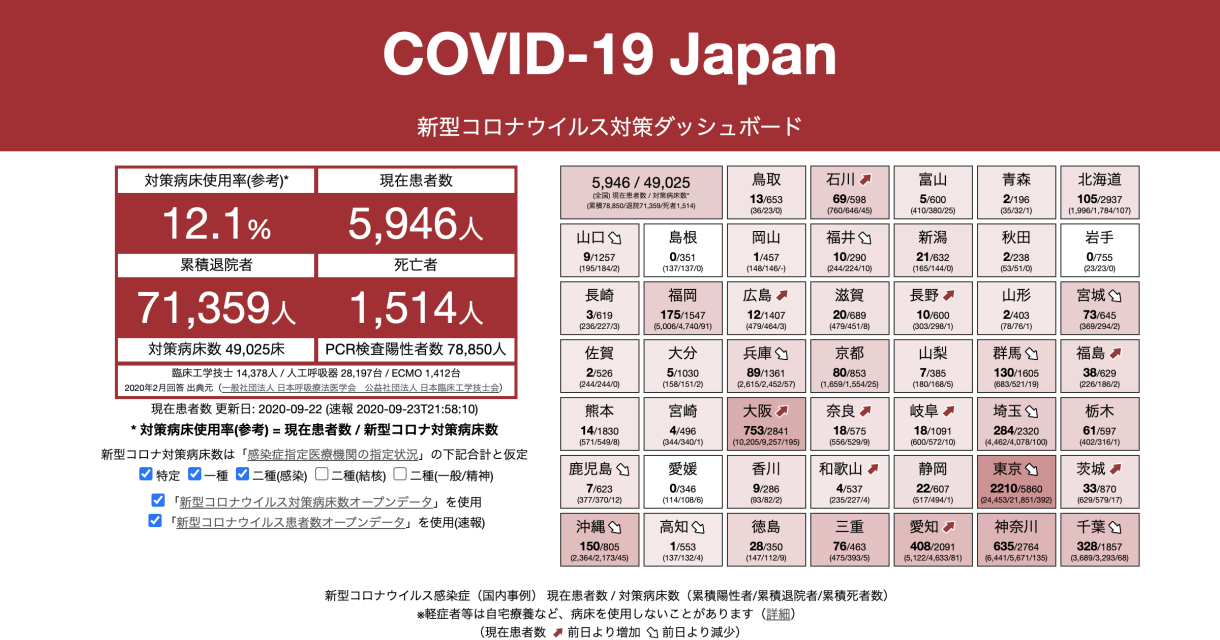 COVID-19 Japan
新型コロナウイルス対策ダッシュボード
対策病床使用率(参考)* 現在患者数
12.1% 5,946人
累積退院者 死亡者
71,359人 1,514人
対策病床数 49,025床 PCR検査陽性者数 78,850人
臨床工学技士 14,378人 / 人工呼吸器 28,197台 / ECMO 1,412台
2020年2月回答 出典元（一般社団法人 日本呼吸療法医学会 公益社団法人 日本臨床工学技士会）
現在患者数 更新日: 2020-09-22 (速報 2020-09-23T21:58:10)
* 対策病床使用率(参考) = 現在患者数 / 新型コロナ対策病床数
新型コロナ対策病床数は「感染症指定医療機関の指定状況」の下記合計と仮定
特定 一種 二種(感染) 二種(結核) 二種(一般/精神)
「新型コロナウイルス対策病床数オープンデータ」を使用
「新型コロナウイルス患者数オープンデータ」を使用(速報)
5,946 / 49,025
(全国) 現在患者数 / 対策病床数*
(累積78,850/退院71,359/死者1,514)
鳥取 石川 富山 青森 北海道
13/653 69/598 5/600 2/196 105/2937
(36/23/0) (760/646/45) (410/380/25) (35/32/1) (1,996/1,784/107)
山口 島根 岡山 福井 新潟 秋田 岩手
9/1257 0/351 1/457 10/290 21/632 2/238 0/755
(195/184/2) (137/137/0) (148/146/-) (244/224/10) (165/144/0) (53/51/0) (23/23/0)
長崎 福岡 広島 滋賀 長野 山形 宮城
3/619 175/1547 12/1407 20/689 10/600 2/403 73/645
(236/227/3) (5,006/4,740/91) (479/464/3) (479/451/8) (303/298/1) (78/76/1) (369/294/2)
佐賀 大分 兵庫 京都 山梨 群馬 福島
2/526 5/1030 89/1361 80/853 7/385 130/1605 38/629
(244/244/0) (158/151/2) (2,615/2,452/57) (1,659/1,554/25) (180/168/5) (683/521/19) (226/186/2)
熊本 宮崎 大阪 奈良 岐阜 埼玉 栃木
14/1830 4/496 753/2841 18/575 18/1091 284/2320 61/597
(571/549/8) (344/340/1) (10,205/9,257/195) (556/529/9) (600/572/10) (4,462/4,078/100) (402/316/1)
鹿児島 愛媛 香川 和歌山 静岡 東京 茨城
7/623 0/346 9/286 4/537 22/607 2210/5860 33/870
(377/370/12) (114/108/6) (93/82/2) (235/227/4) (517/494/1) (24,453/21,851/392) (629/579/17)
沖縄 高知 徳島 三重 愛知 神奈川 千葉
150/805 1/553 28/350 76/463 408/2091 635/2764 328/1857
(2,364/2,173/45) (137/132/4) (147/112/9) (475/393/5) (5,122/4,633/81) (6,441/5,671/135) (3,689/3,293/68)
新型コロナウイルス感染症（国内事例） 現在患者数 / 対策病床数（累積陽性者/累積退院者/累積死者数）
※軽症者等は自宅療養など、病床を使用しないことがあります（詳細）
（現在患者数 前日より増加 前日より減少）